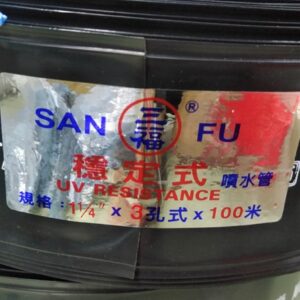 SAN 三福 ® FU
穩定式
UV RESISTANCE 噴水管
規格：1¼" x 3孔式 x 100米